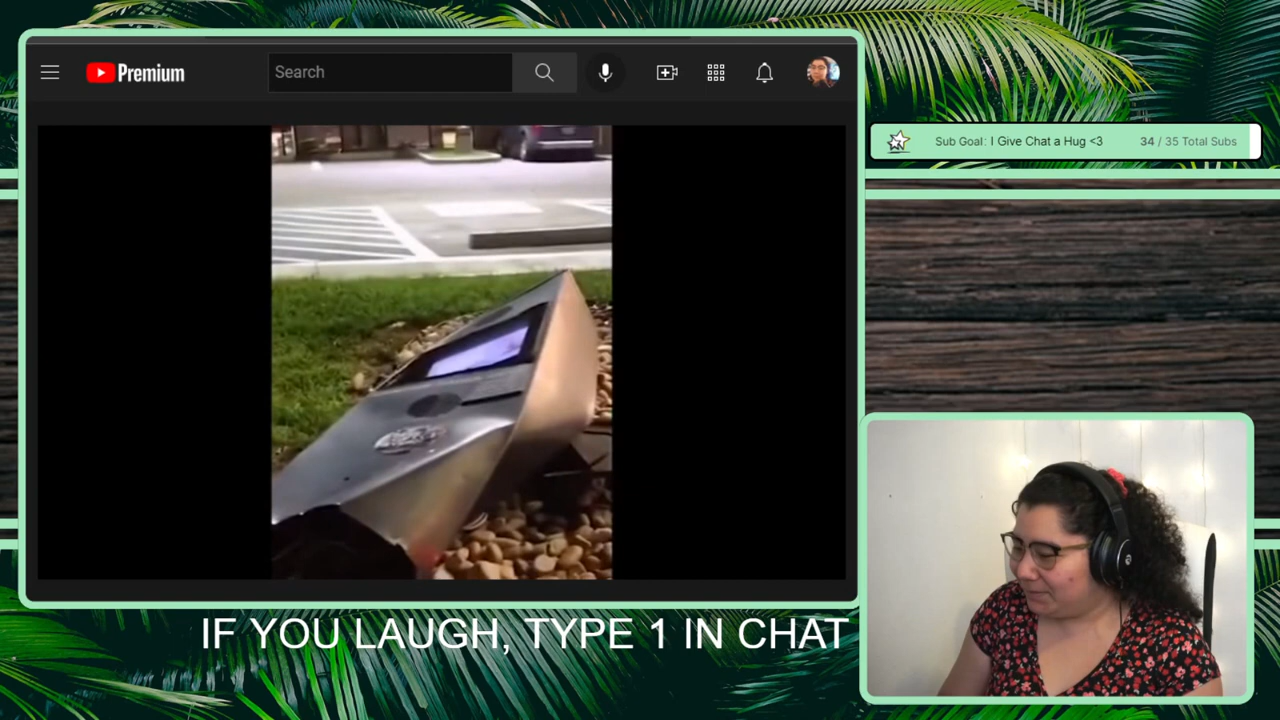 Premium
Search
Sub Goal: I Give Chat a Hug <3 34 / 35 Total Subs
IF YOU LAUGH, TYPE 1 IN CHAT